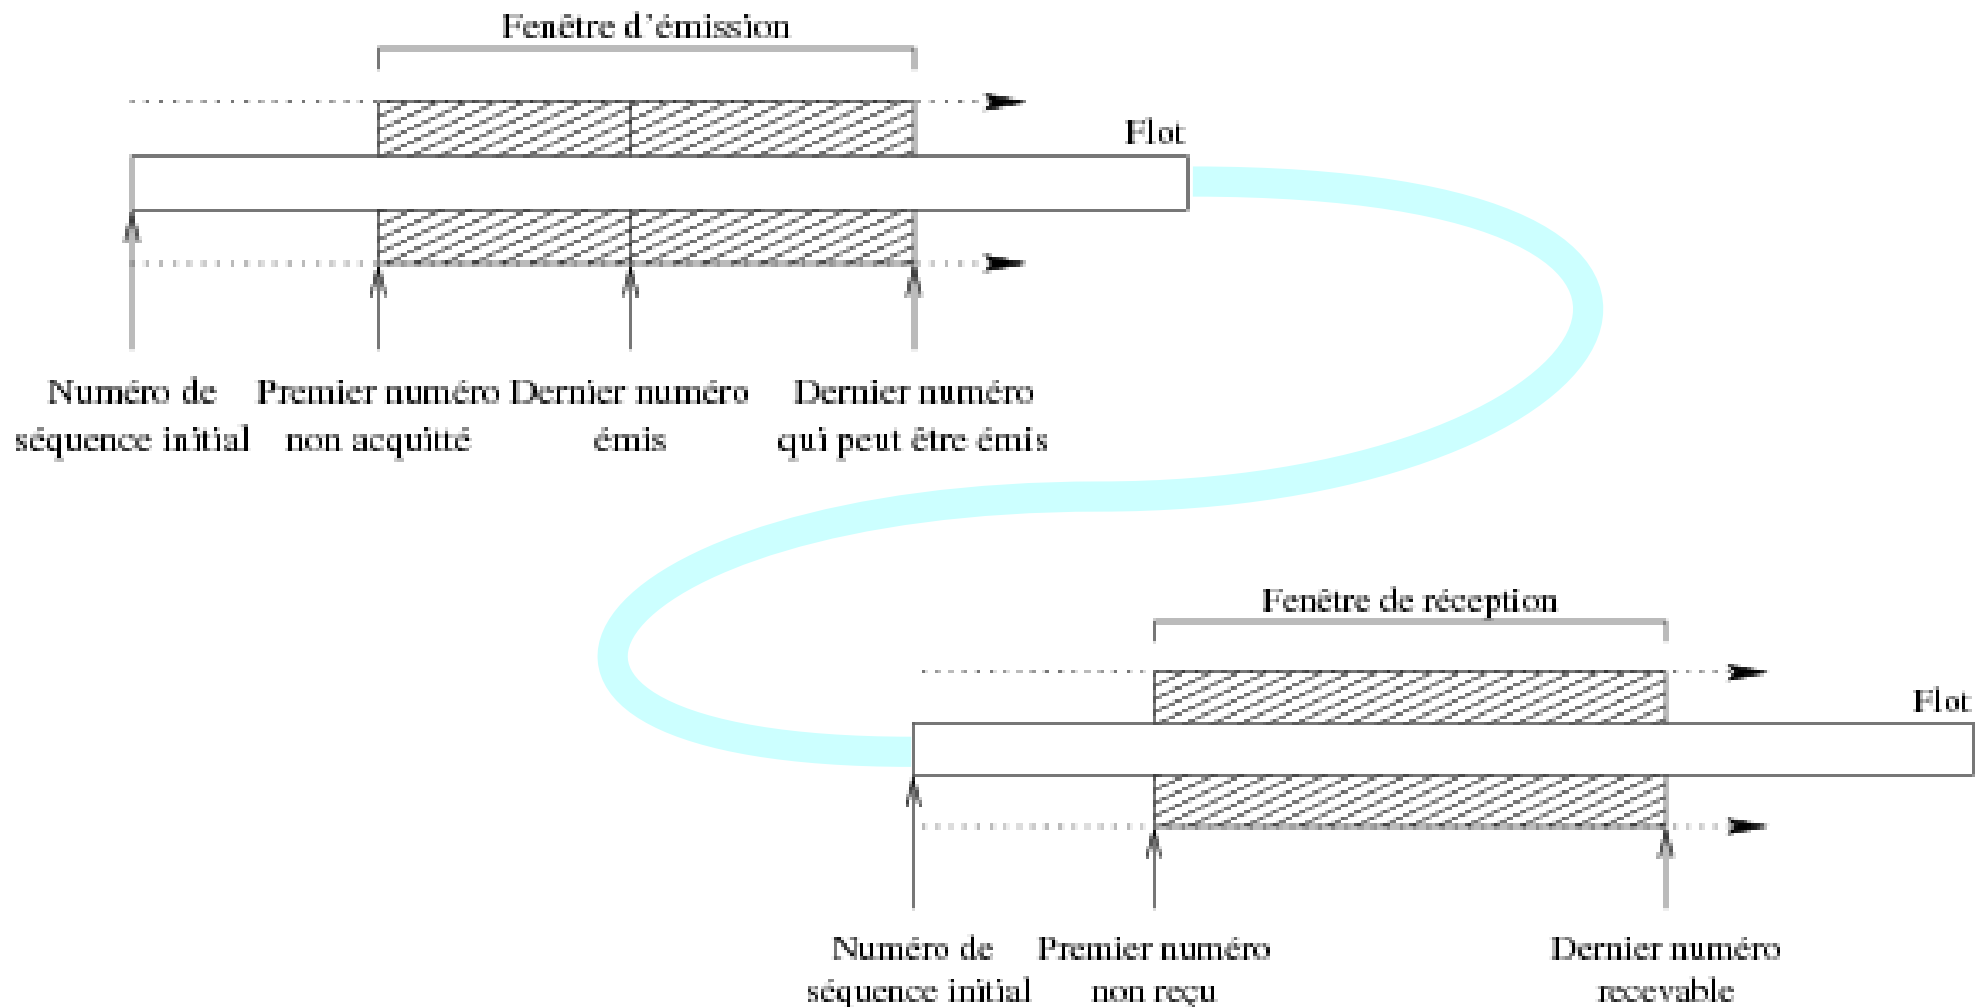 Fenêtre d'émission
Flot
Numéro de
séquence initial
Premier numéro
non acquitté
Dernier numéro
émis
Dernier numéro
qui peut être émis
Fenêtre de réception
Flot
Numéro de
séquence initial
Premier numéro
non reçu
Dernier numéro
recevable